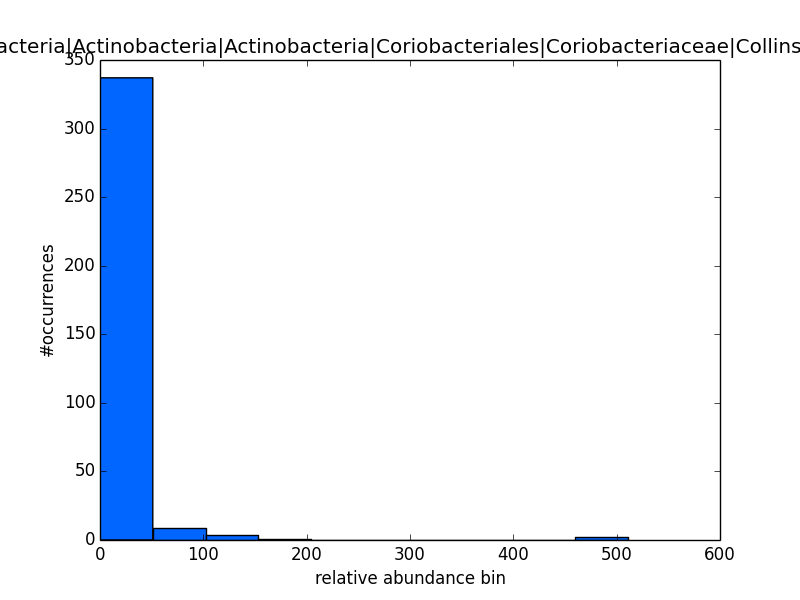 acteria|Actinobacteria|Actinobacteria|Coriobacteriales|Coriobacteriaceae|Collins
350
300
250
200
150
100
50
0
#occurrences
0 100 200 300 400 500 600
relative abundance bin